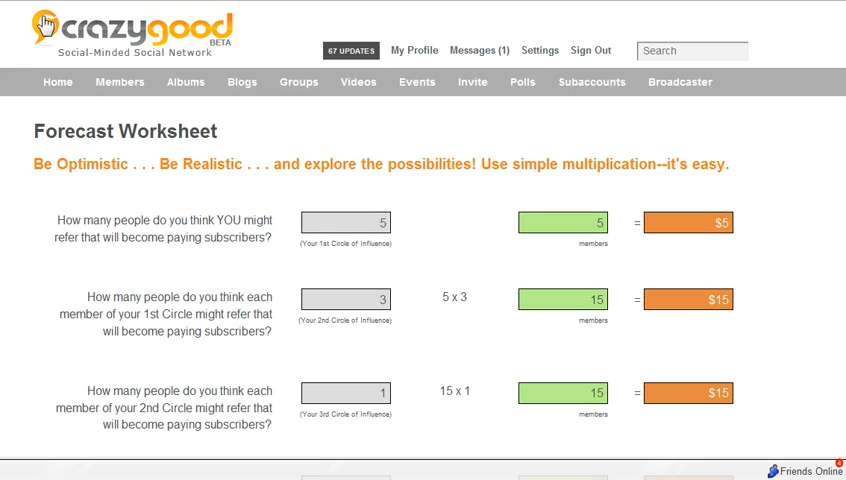 crazygood
BETA
Social-Minded Social Network
67 UPDATES My Profile Messages (1) Settings Sign Out Search
Home Members Albums Blogs Groups Videos Events Invite Polls Subaccounts Broadcaster
Forecast Worksheet
Be Optimistic . . . Be Realistic . . . and explore the possibilities! Use simple multiplication--it's easy.
How many people do you think YOU might
refer that will become paying subscribers?
5 5 = $5
(Your 1st Circle of Influence) members
How many people do you think each
member of your 1st Circle might refer that
will become paying subscribers?
3 5 x 3 15 = $15
(Your 2nd Circle of Influence) members
How many people do you think each
member of your 2nd Circle might refer that
will become paying subscribers?
1 15 x 1 15 = $15
(Your 3rd Circle of Influence) members
Friends Online 4